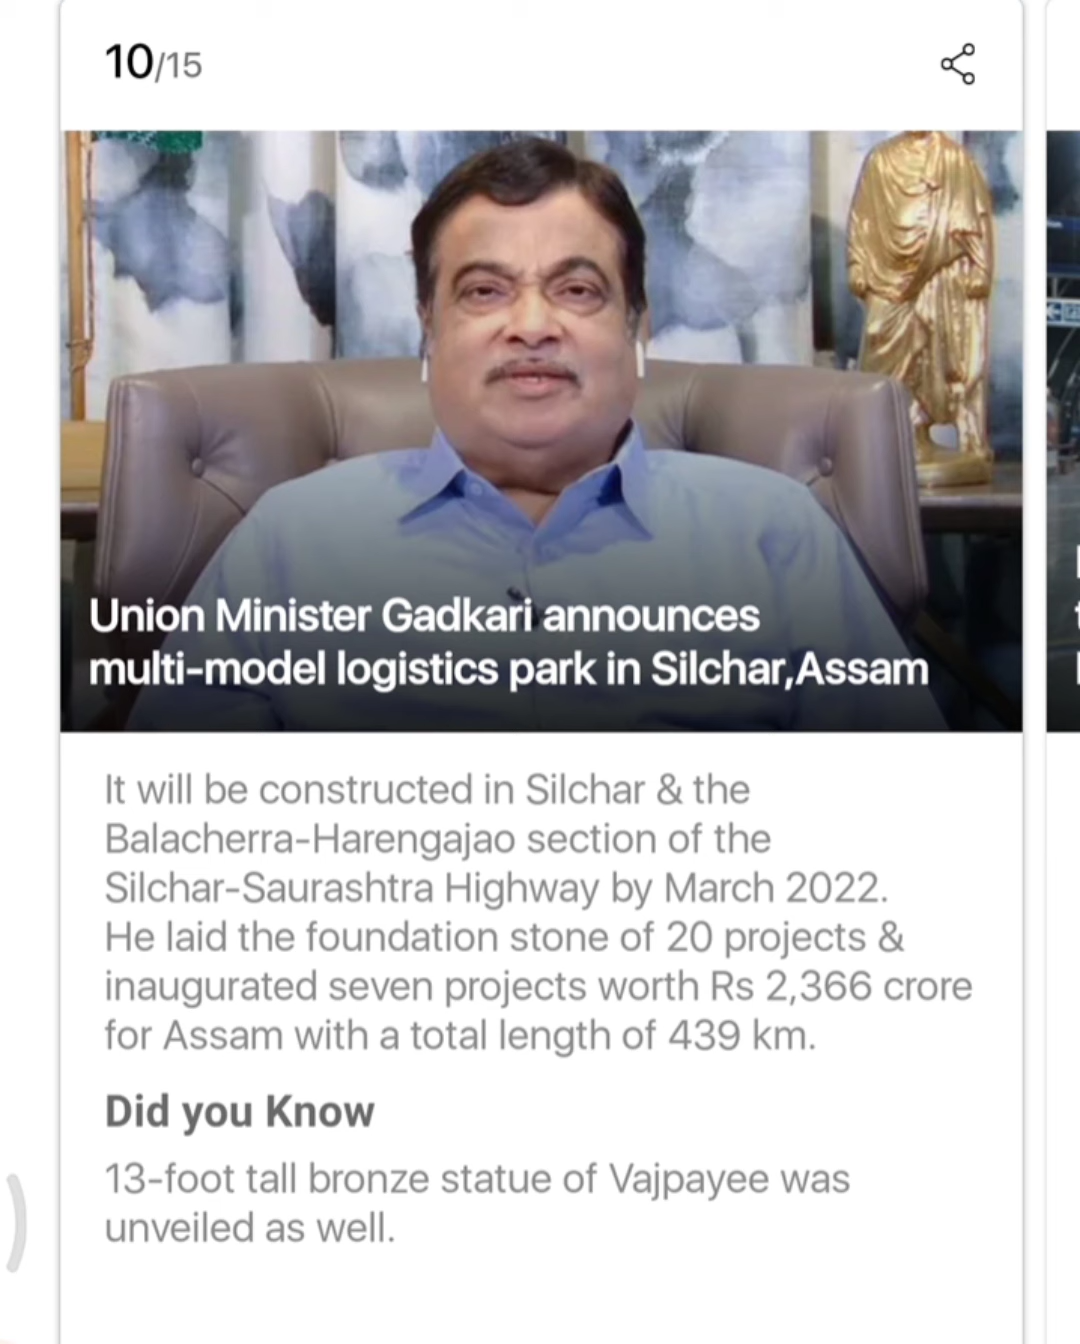 10/15
Union Minister Gadkari announces
multi-model logistics park in Silchar,Assam
It will be constructed in Silchar & the
Balacherra-Harengajao section of the
Silchar-Saurashtra Highway by March 2022.
He laid the foundation stone of 20 projects &
inaugurated seven projects worth Rs 2,366 crore
for Assam with a total length of 439 km.
Did you Know
13-foot tall bronze statue of Vajpayee was
unveiled as well.